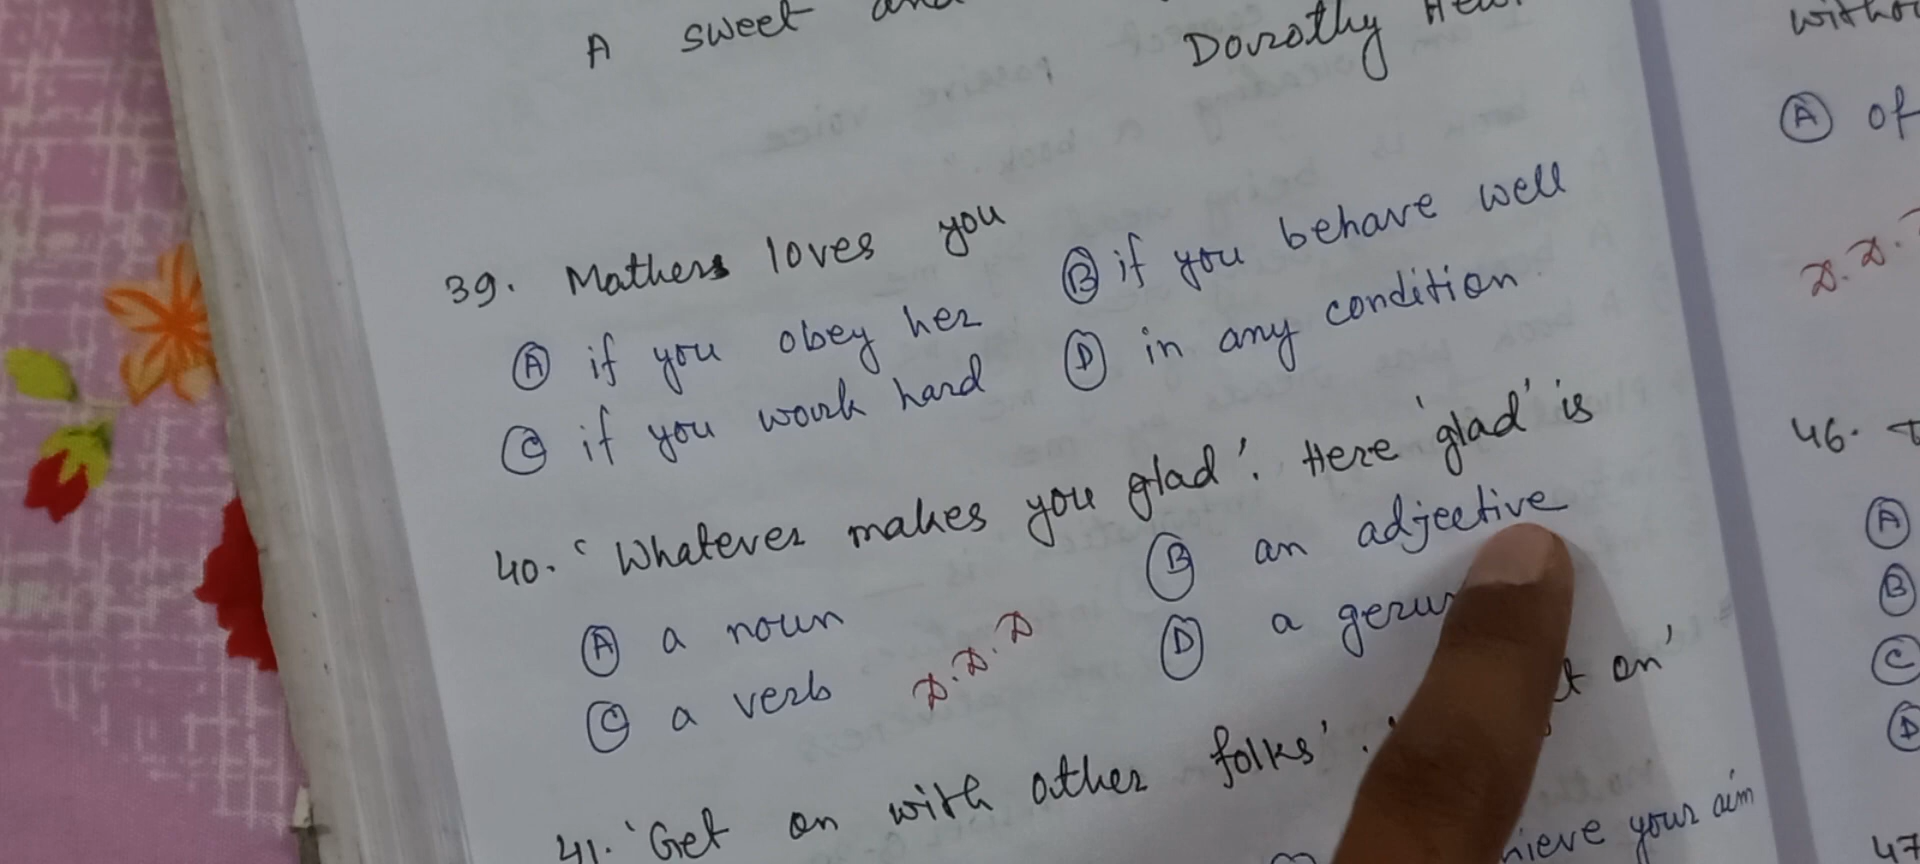 A sweet and
Dorothy
39. Mothers loves you
(A) if you obey her (B) if you behave well
(C) if you work hard (D) in any condition
40. 'Whatever makes you glad'. Here 'glad' is
(A) a noun (B) an adjective
(C) a verb D.D.D (D) a
41. 'Get on with other folks'. on'
your aim
(A) of
D.D.
46.
(A)
(B)
(C)
(D)
47